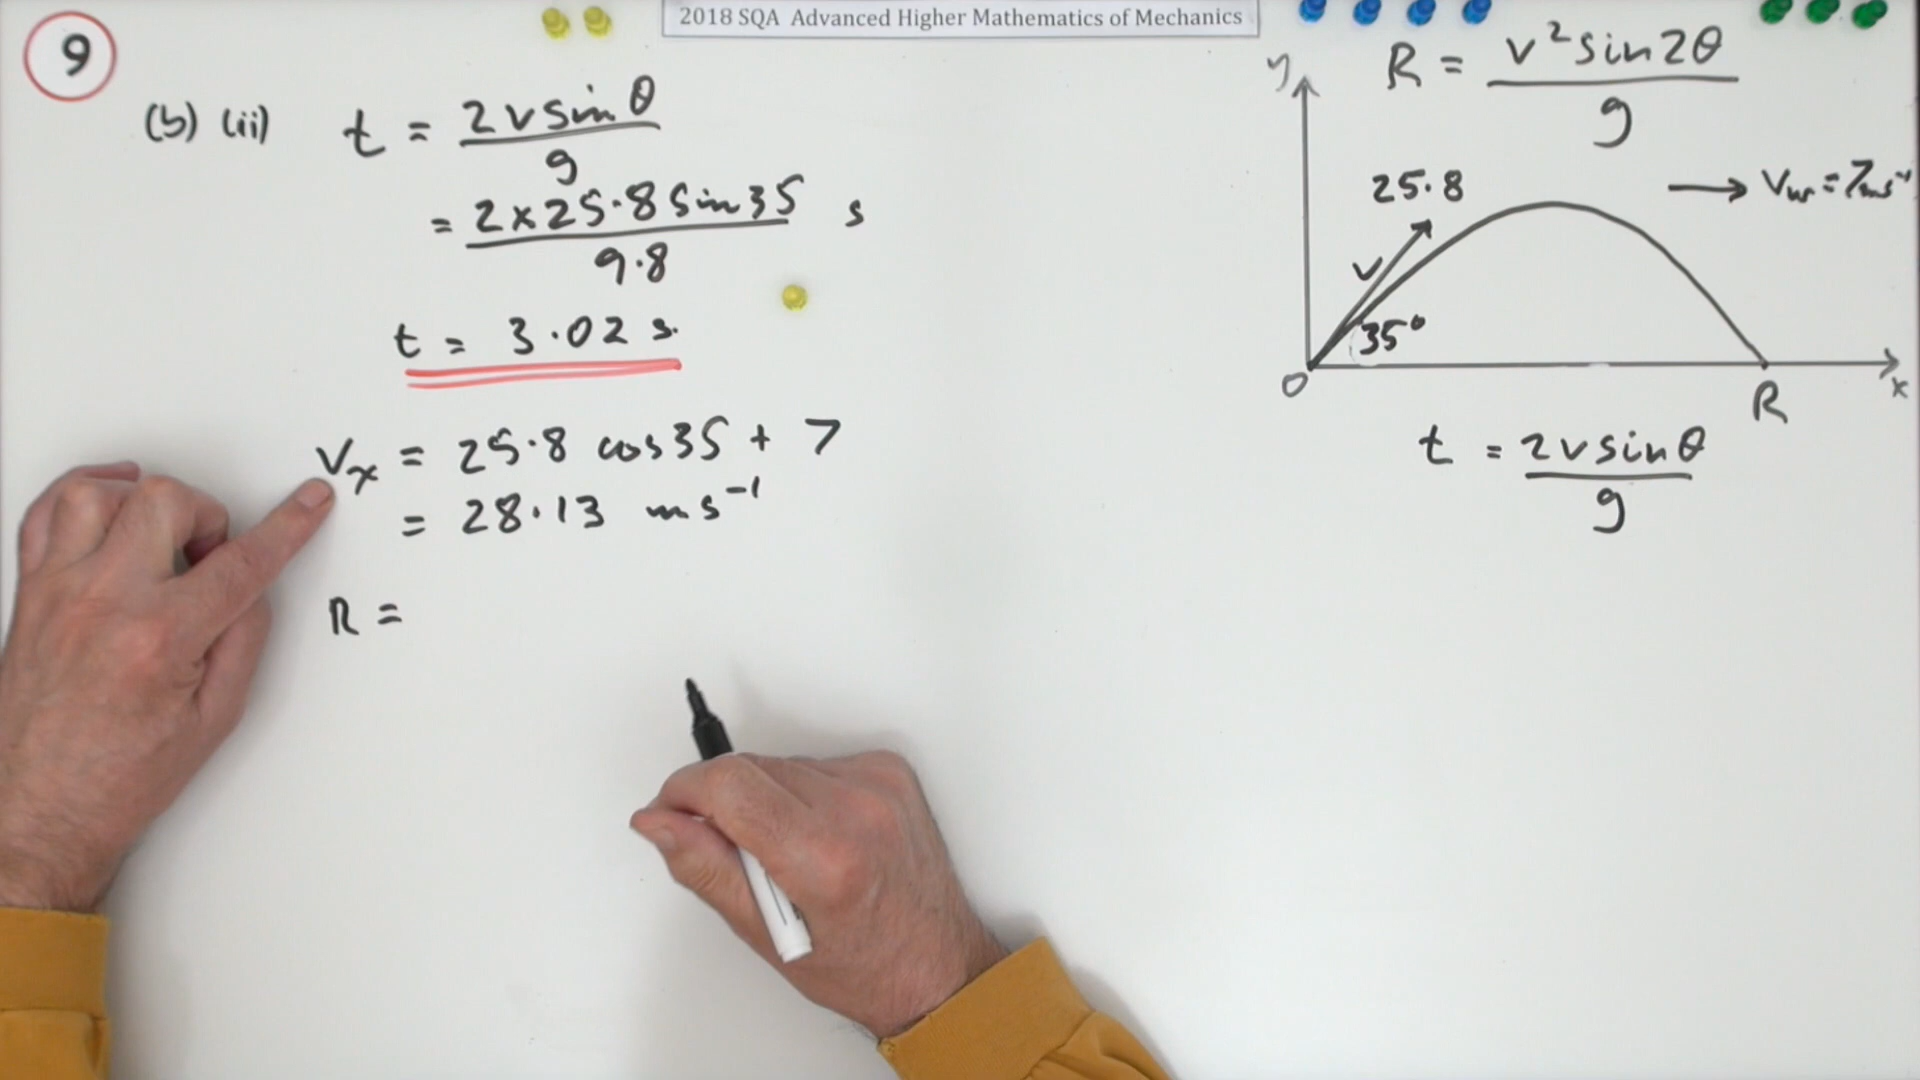 2018 SQA Advanced Higher Mathematics of Mechanics
9
(b) (ii) t = 2vsinθ
g
= 2×25.8 sin35 s
9.8
t = 3.02 s.
Vx = 25.8 cos35 + 7
= 28.13 ms⁻¹
R =
R = v²sin2θ
g
y
25.8
→ Vw = 7ms⁻¹
v
35°
O
R
x
t = 2vsinθ
g